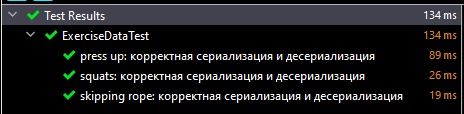 Test Results 134 ms
ExerciseDataTest 134 ms
press up: корректная сериализация и десериализация 89 ms
squats: корректная сериализация и десериализация 26 ms
skipping rope: корректная сериализация и десериализация 19 ms